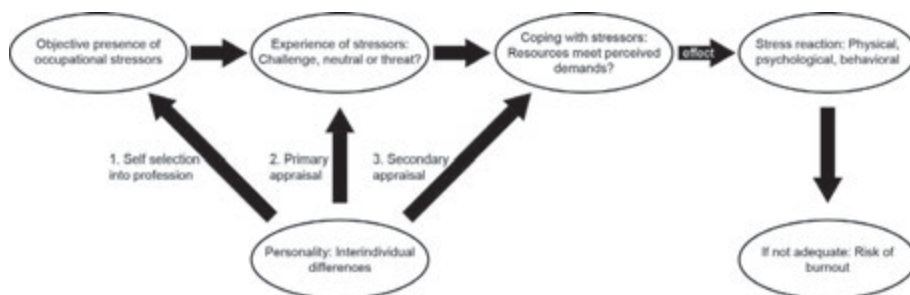 Objective presence of
occupational stressors
Experience of stressors:
Challenge, neutral or threat?
Coping with stressors:
Resources meet perceived
demands?
effect
Stress reaction: Physical,
psychological, behavioral
1. Self selection
into profession
2. Primary
appraisal
3. Secondary
appraisal
Personality: Interindividual
differences
If not adequate: Risk of
burnout